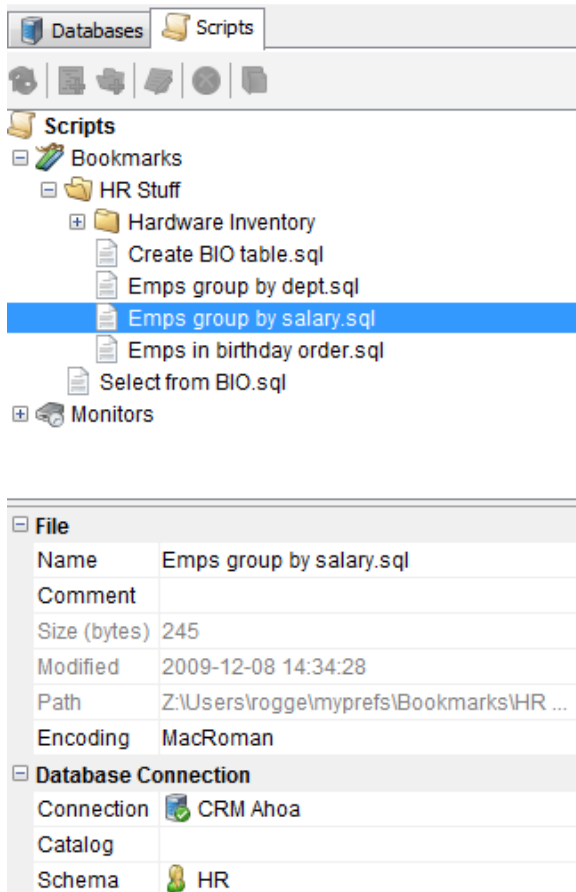 Databases Scripts
Scripts
Bookmarks
HR Stuff
Hardware Inventory
Create BIO table.sql
Emps group by dept.sql
Emps group by salary.sql
Emps in birthday order.sql
Select from BIO.sql
Monitors
File
Name Emps group by salary.sql
Comment
Size (bytes) 245
Modified 2009-12-08 14:34:28
Path Z:\Users\rogge\myprefs\Bookmarks\HR ...
Encoding MacRoman
Database Connection
Connection CRM Ahoa
Catalog
Schema HR